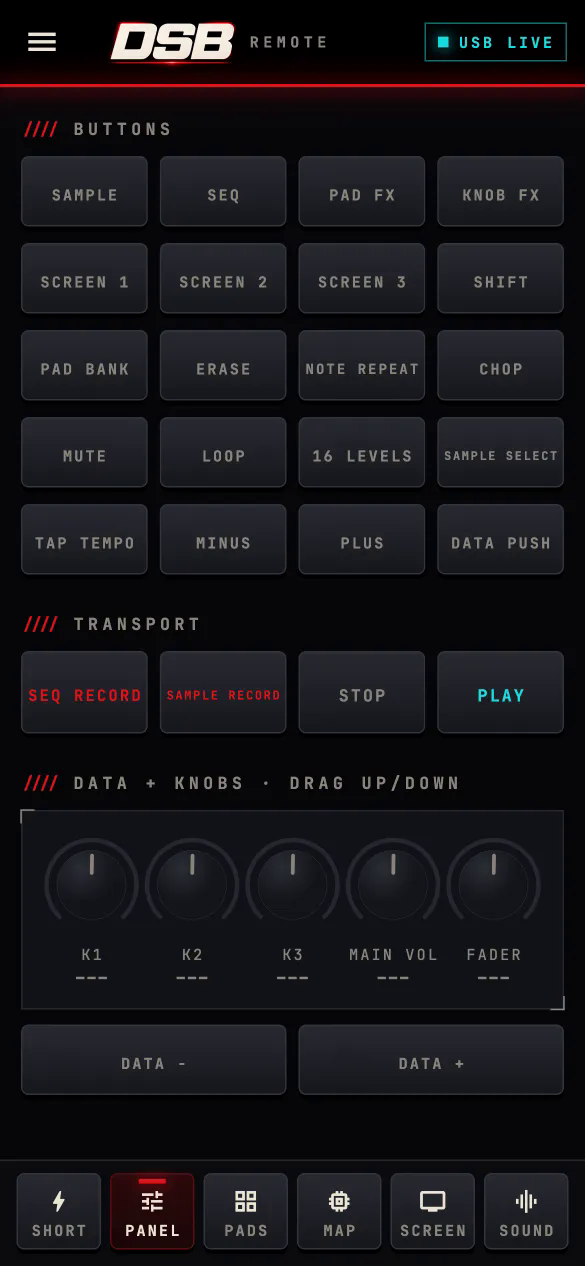 DSB REMOTE USB LIVE
//// BUTTONS
SAMPLE SEQ PAD FX KNOB FX
SCREEN 1 SCREEN 2 SCREEN 3 SHIFT
PAD BANK ERASE NOTE REPEAT CHOP
MUTE LOOP 16 LEVELS SAMPLE SELECT
TAP TEMPO MINUS PLUS DATA PUSH
//// TRANSPORT
SEQ RECORD SAMPLE RECORD STOP PLAY
//// DATA + KNOBS · DRAG UP/DOWN
K1 K2 K3 MAIN VOL FADER
--- --- --- --- ---
DATA - DATA +
SHORT PANEL PADS MAP SCREEN SOUND